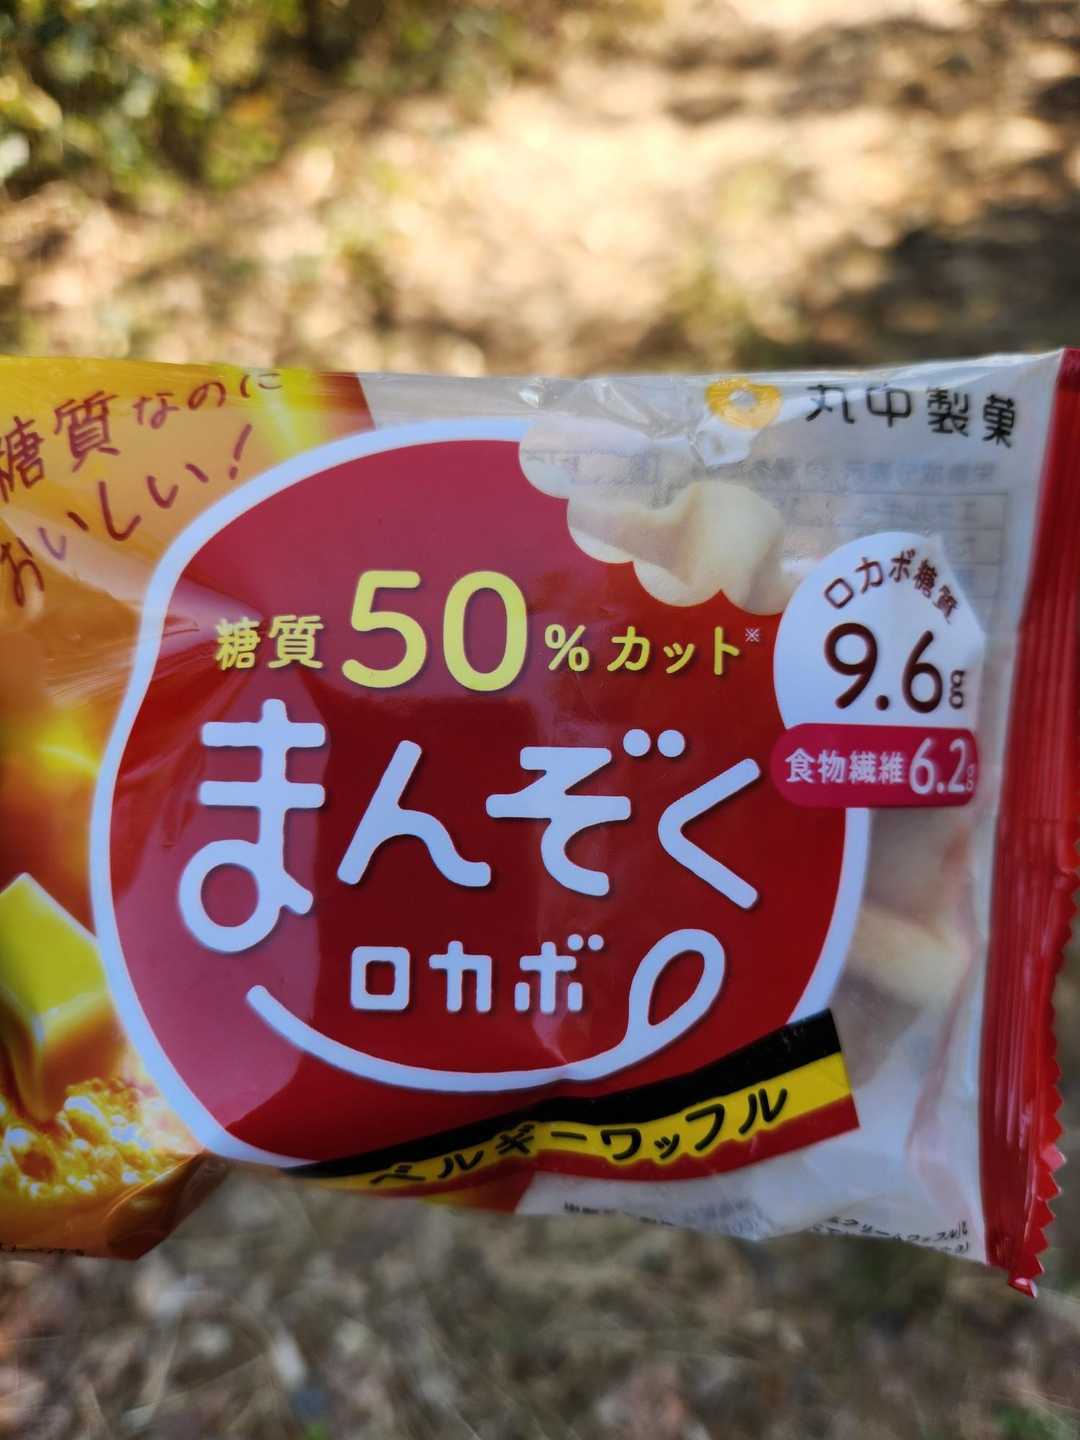 糖質なのに
おいしい!
丸中製菓
糖質50%カット※
まんぞく
ロカボ
ロカボ糖質
9.6g
食物繊維6.2g
ベルギーワッフル